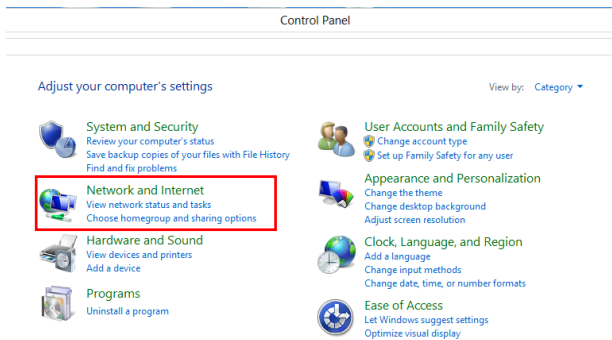 Control Panel
Adjust your computer's settings
View by: Category
System and Security
Review your computer's status
Save backup copies of your files with File History
Find and fix problems
Network and Internet
View network status and tasks
Choose homegroup and sharing options
Hardware and Sound
View devices and printers
Add a device
Programs
Uninstall a program
User Accounts and Family Safety
Change account type
Set up Family Safety for any user
Appearance and Personalization
Change the theme
Change desktop background
Adjust screen resolution
Clock, Language, and Region
Add a language
Change input methods
Change date, time, or number formats
Ease of Access
Let Windows suggest settings
Optimize visual display